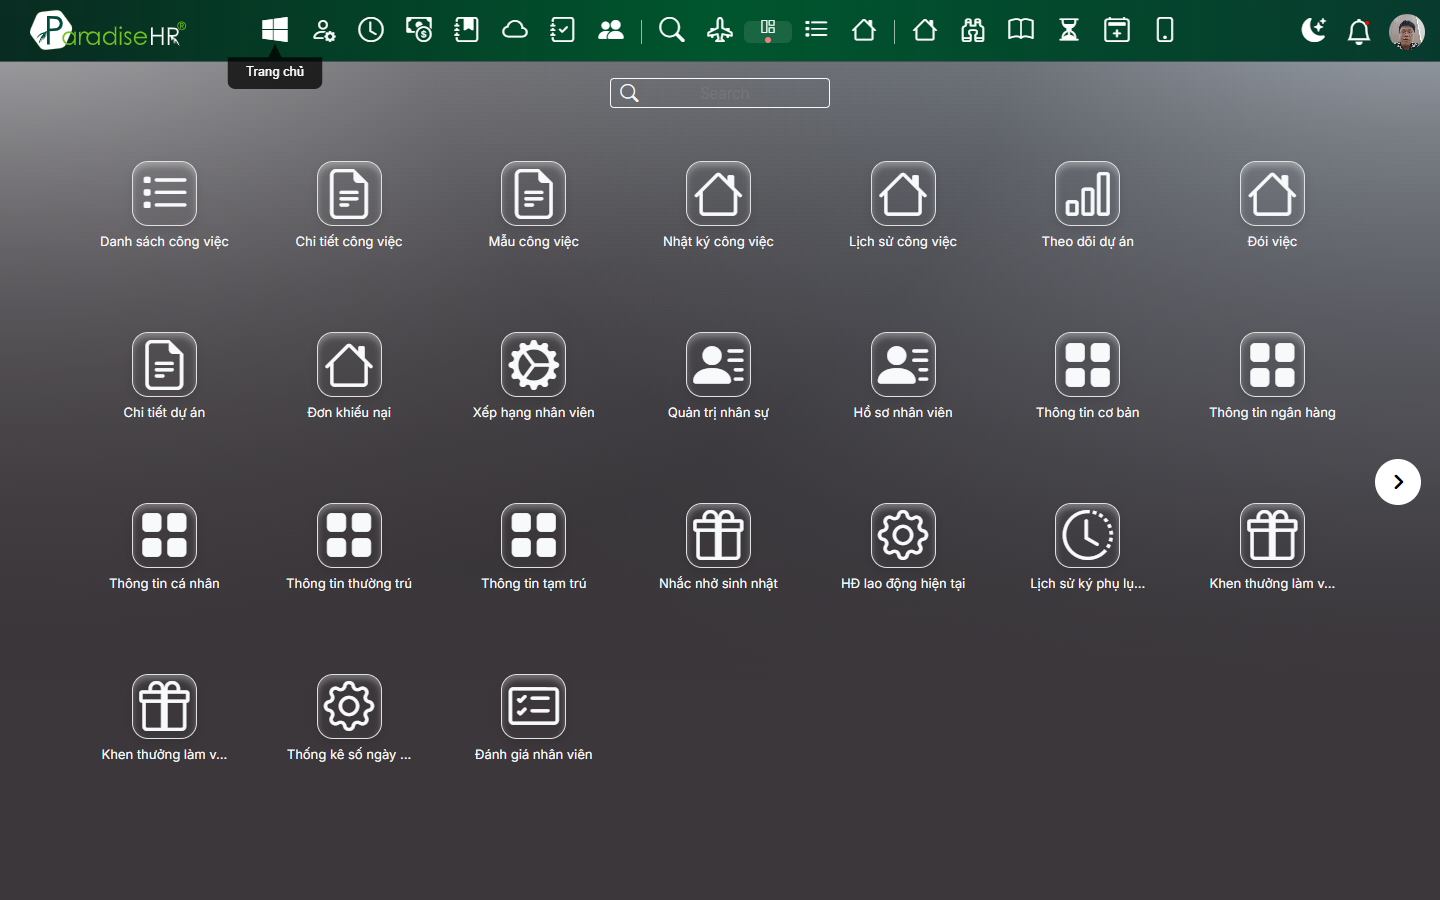 ParadiseHR®
Trang chủ
Search
Danh sách công việc
Chi tiết công việc
Mẫu công việc
Nhật ký công việc
Lịch sử công việc
Theo dõi dự án
Đói việc
Chi tiết dự án
Đơn khiếu nại
Xếp hạng nhân viên
Quản trị nhân sự
Hồ sơ nhân viên
Thông tin cơ bản
Thông tin ngân hàng
Thông tin cá nhân
Thông tin thường trú
Thông tin tạm trú
Nhắc nhở sinh nhật
HĐ lao động hiện tại
Lịch sử ký phụ lụ...
Khen thưởng làm v...
Khen thưởng làm v...
Thống kê số ngày ...
Đánh giá nhân viên